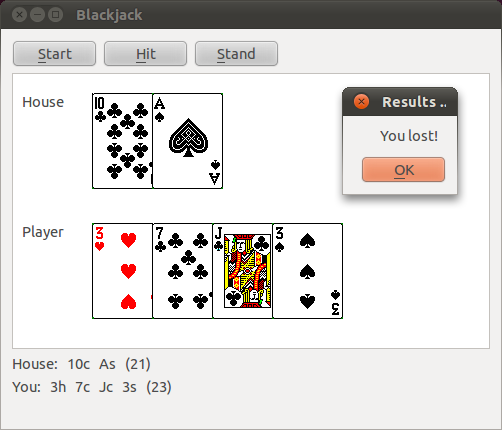 Blackjack
Start Hit Stand
House
10 A
A
Results ..
You lost!
OK
Player
3 7 J 3
3
House: 10c As (21)
You: 3h 7c Jc 3s (23)